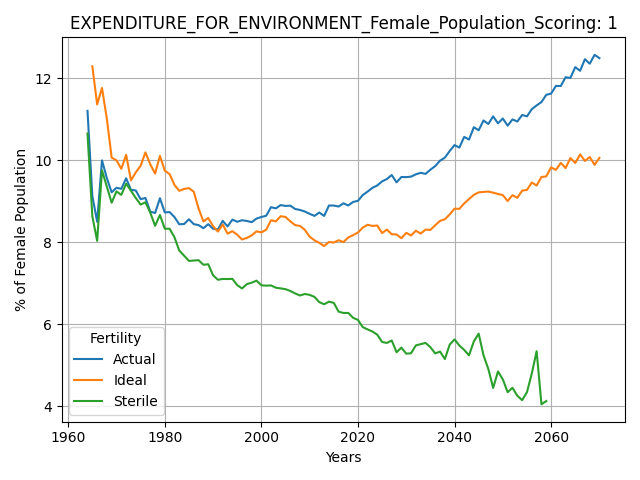 EXPENDITURE_FOR_ENVIRONMENT_Female_Population_Scoring: 1
% of Female Population
12
10
8
6
4
Fertility
Actual
Ideal
Sterile
1960
1980
2000
2020
2040
2060
Years